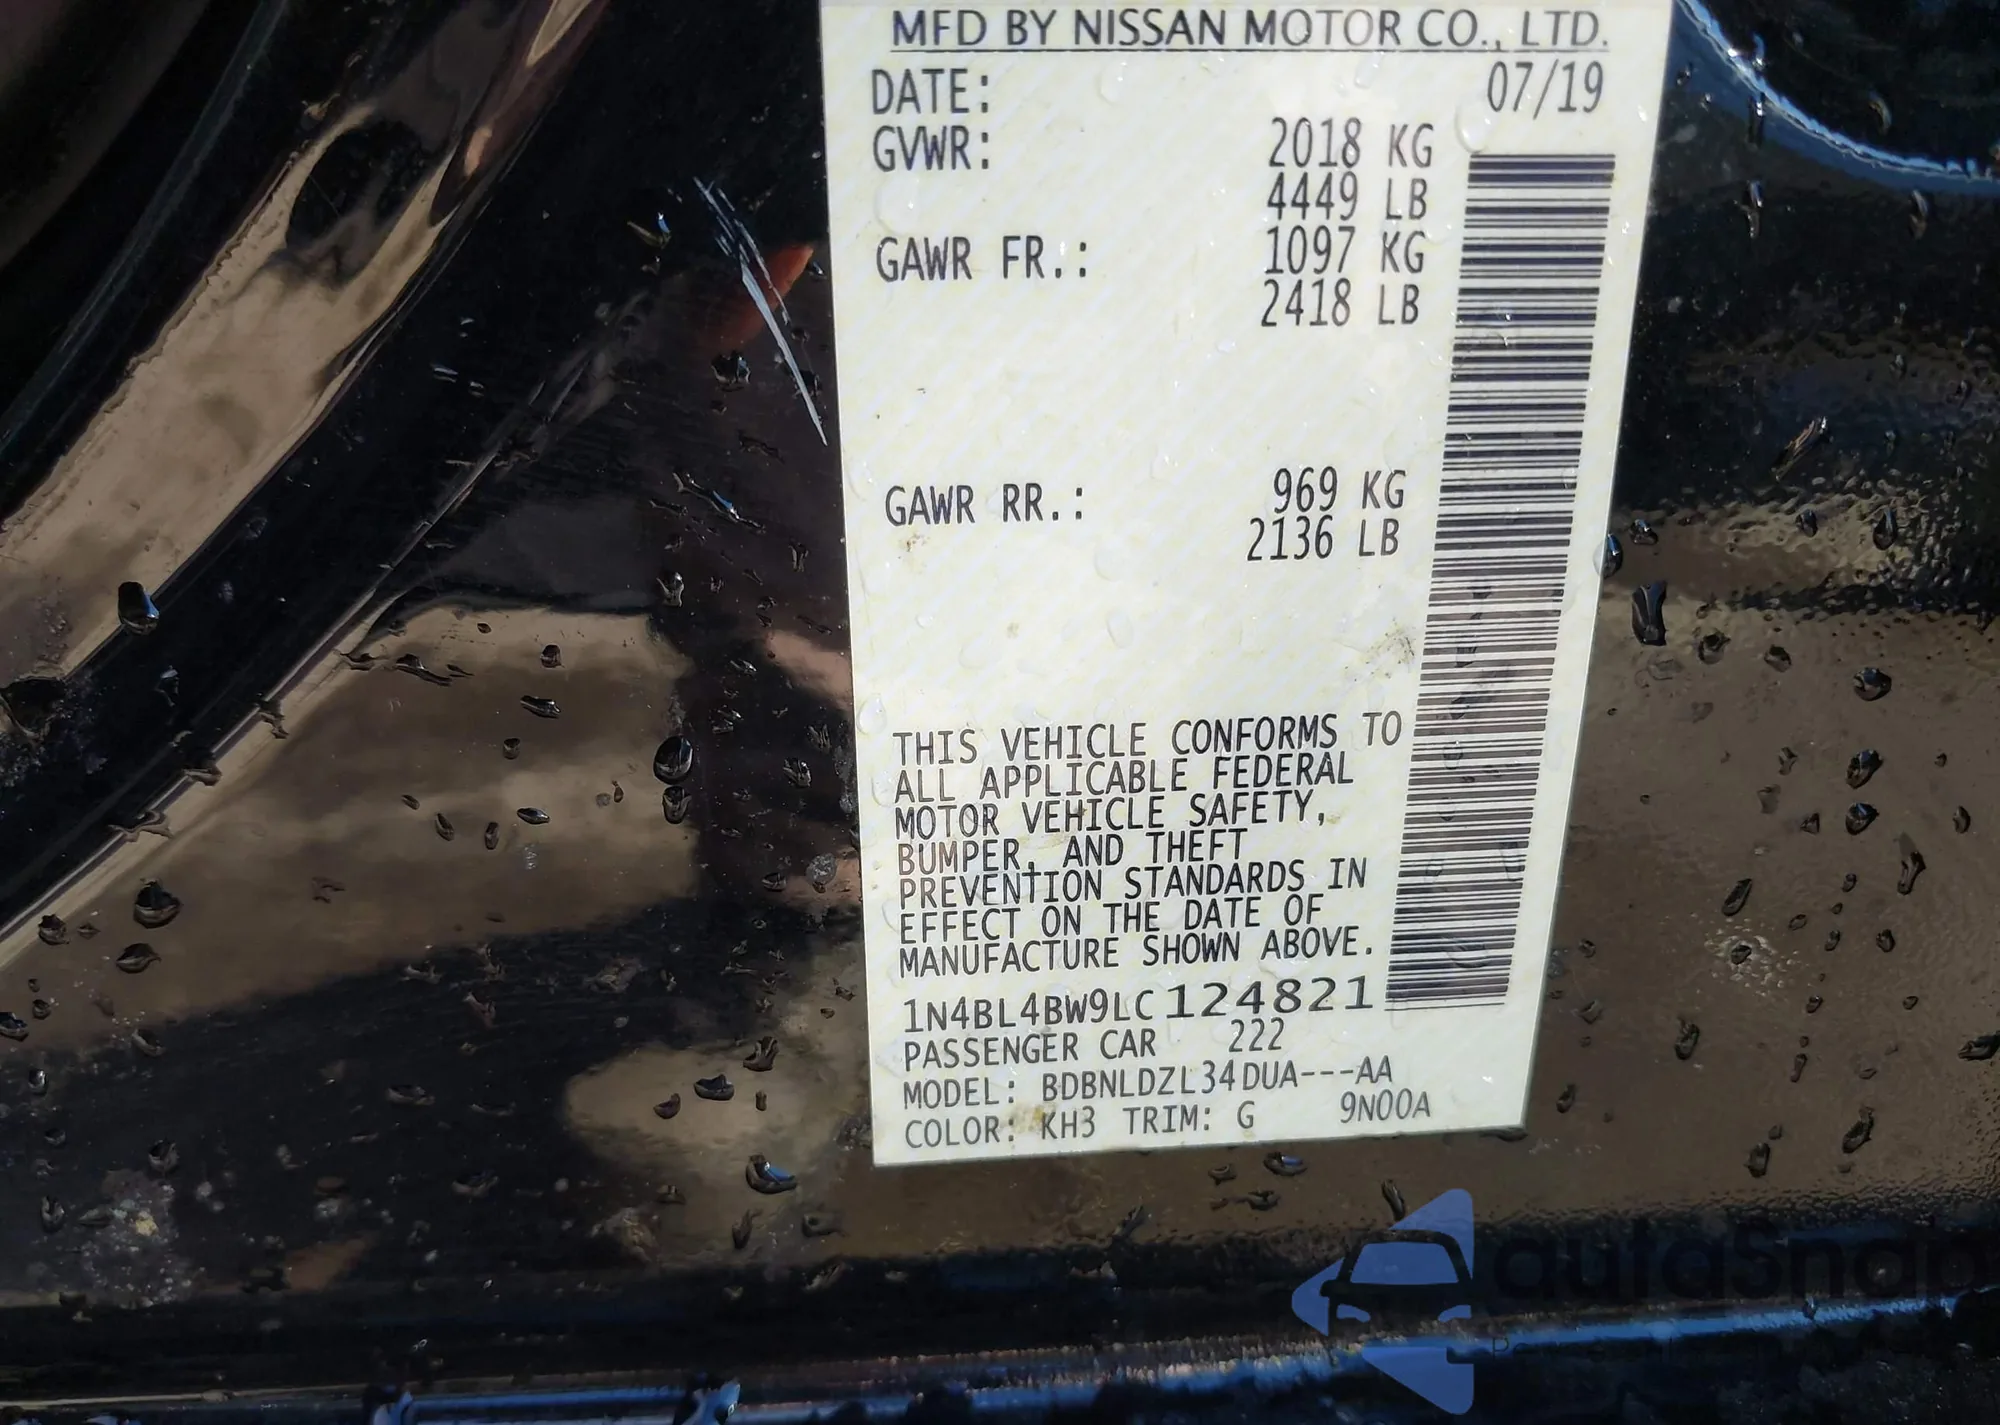 MFD BY NISSAN MOTOR CO., LTD.
DATE: 07/19
GVWR: 2018 KG
4449 LB
GAWR FR.: 1097 KG
2418 LB
GAWR RR.: 969 KG
2136 LB
THIS VEHICLE CONFORMS TO
ALL APPLICABLE FEDERAL
MOTOR VEHICLE SAFETY,
BUMPER, AND THEFT
PREVENTION STANDARDS IN
EFFECT ON THE DATE OF
MANUFACTURE SHOWN ABOVE.
1N4BL4BW9LC124821
PASSENGER CAR 222
MODEL: BDBNLDZL34DUA---AA
COLOR: KH3 TRIM: G 9N00A
autoSnap